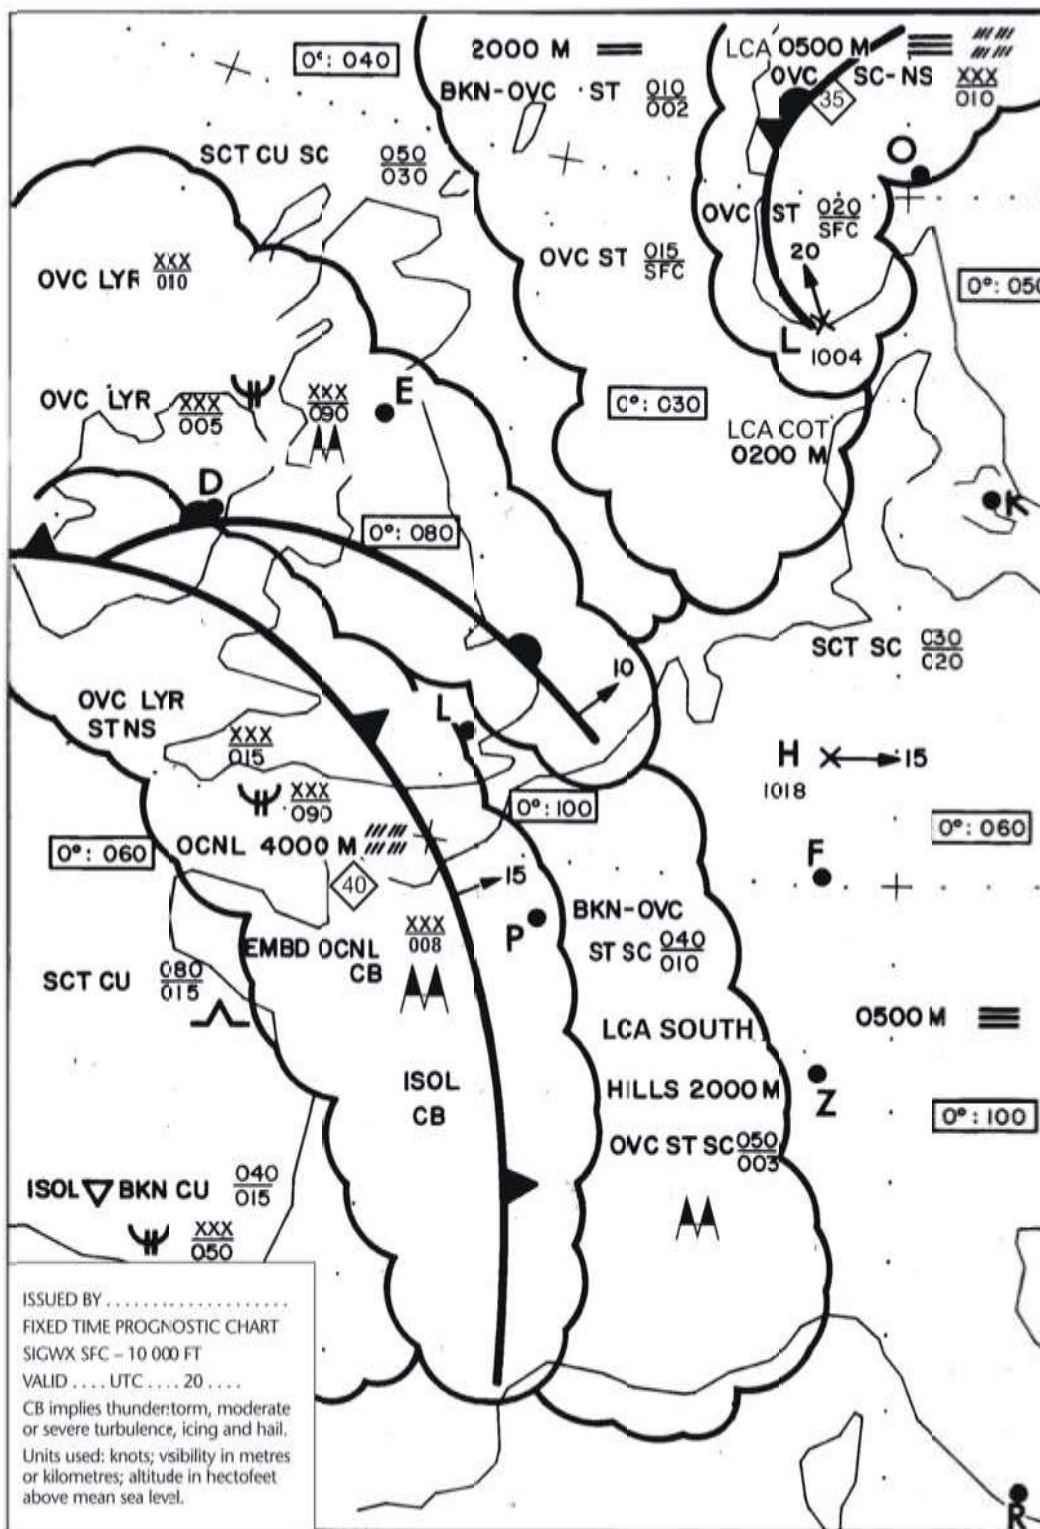 0°: 040
2000 M
BKN-OVC ST 010
002
LCA 0500 M
OVC SC-NS XXX
010
35
O
SCT CU SC 050
030
OVC ST 020
SFC
20
OVC LYR XXX
010
OVC ST 015
SFC
0°: 050
L
1004
OVC LYR XXX
005
XXX
090
E
0°: 030
LCA COT
0200 M
D
K
0°: 080
SCT SC 030
020
10
OVC LYR
ST NS
L
XXX
015
H
1018
15
XXX
090
0°: 100
OCNL 4000 M
0°: 060
0°: 060
F
40
15
P
BKN-OVC
ST SC 040
010
EMBD OCNL
CB
XXX
008
SCT CU 080
015
LCA SOUTH
0500 M
ISOL
CB
HILLS 2000 M
Z
0°: 100
OVC ST SC 050
003
ISOL BKN CU 040
015
XXX
050
ISSUED BY ........................
FIXED TIME PROGNOSTIC CHART
SIGWX SFC – 10 000 FT
VALID .... UTC .... 20 ....
CB implies thunderstorm, moderate
or severe turbulence, icing and hail.
Units used: knots; visibility in metres
or kilometres; altitude in hectofeet
above mean sea level.
R